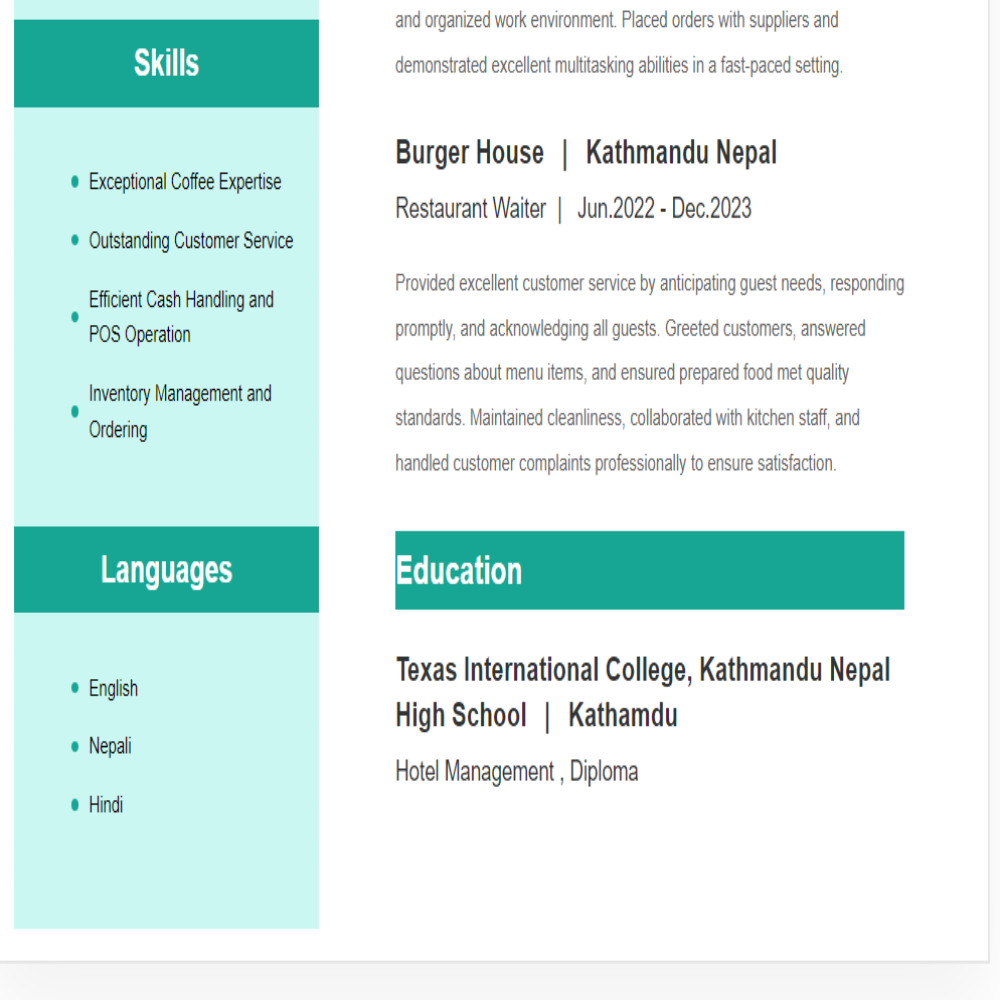 Skills
Exceptional Coffee Expertise
Outstanding Customer Service
Efficient Cash Handling and
POS Operation
Inventory Management and
Ordering
Languages
English
Nepali
Hindi
and organized work environment. Placed orders with suppliers and
demonstrated excellent multitasking abilities in a fast-paced setting.
Burger House | Kathmandu Nepal
Restaurant Waiter | Jun.2022 - Dec.2023
Provided excellent customer service by anticipating guest needs, responding
promptly, and acknowledging all guests. Greeted customers, answered
questions about menu items, and ensured prepared food met quality
standards. Maintained cleanliness, collaborated with kitchen staff, and
handled customer complaints professionally to ensure satisfaction.
Education
Texas International College, Kathmandu Nepal
High School | Kathamdu
Hotel Management , Diploma